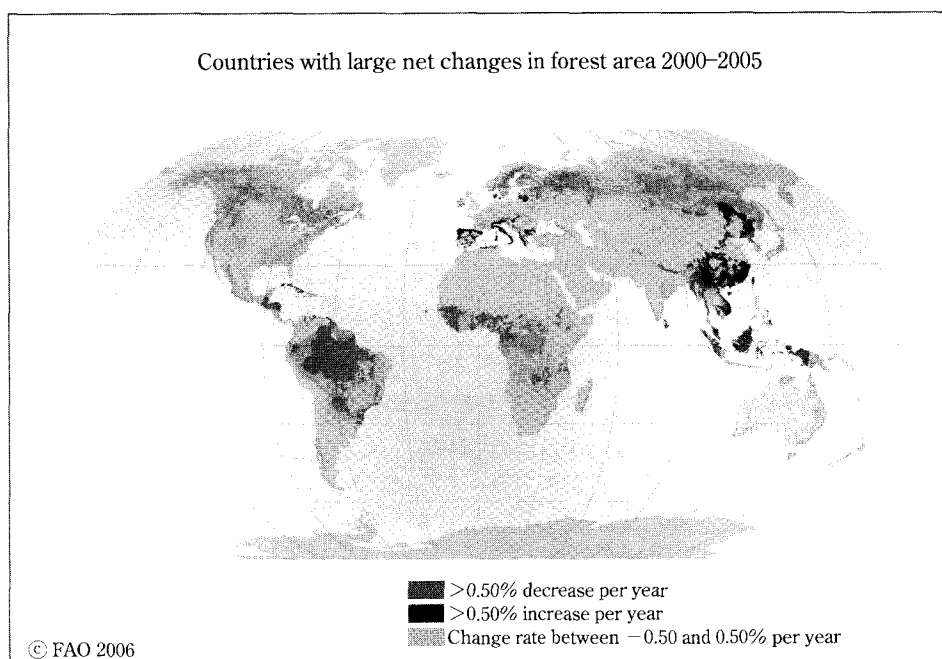 Countries with large net changes in forest area 2000–2005
>0.50% decrease per year
>0.50% increase per year
Change rate between −0.50 and 0.50% per year
© FAO 2006